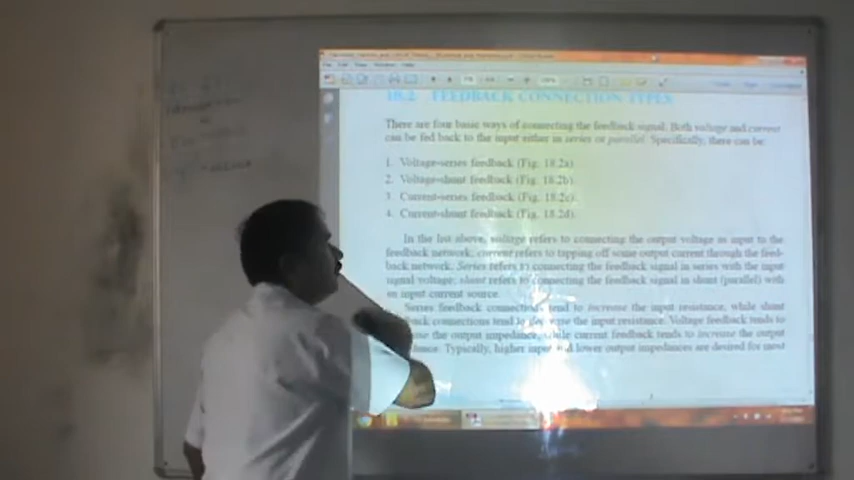 18.2 FEEDBACK CONNECTION TYPES
There are four basic ways of connecting the feedback signal. Both voltage and current
can be fed back to the input either in series or parallel. Specifically, there can be:
1. Voltage-series feedback (Fig. 18.2a)
2. Voltage-shunt feedback (Fig. 18.2b)
3. Current-series feedback (Fig. 18.2c)
4. Current-shunt feedback (Fig. 18.2d)
In the list above, voltage refers to connecting the output voltage as input to the
feedback network; current refers to tapping off some output current through the feed-
back network. Series refers to connecting the feedback signal in series with the input
signal voltage; shunt refers to connecting the feedback signal in shunt (parallel) with
an input current source.
Series feedback connections tend to increase the input resistance, while shunt
back connections tend to decrease the input resistance. Voltage feedback tends to
the output impedance, while current feedback tends to increase the output
Typically, higher input and lower output impedances are desired for most